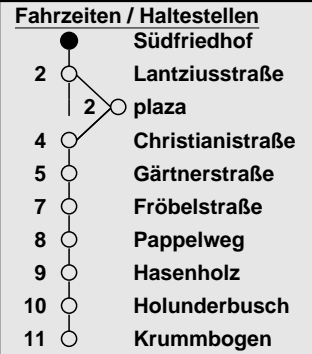 Fahrzeiten / Haltestellen
Südfriedhof
2 Lantziusstraße
2 plaza
4 Christianistraße
5 Gärtnerstraße
7 Fröbelstraße
8 Pappelweg
9 Hasenholz
10 Holunderbusch
11 Krummbogen